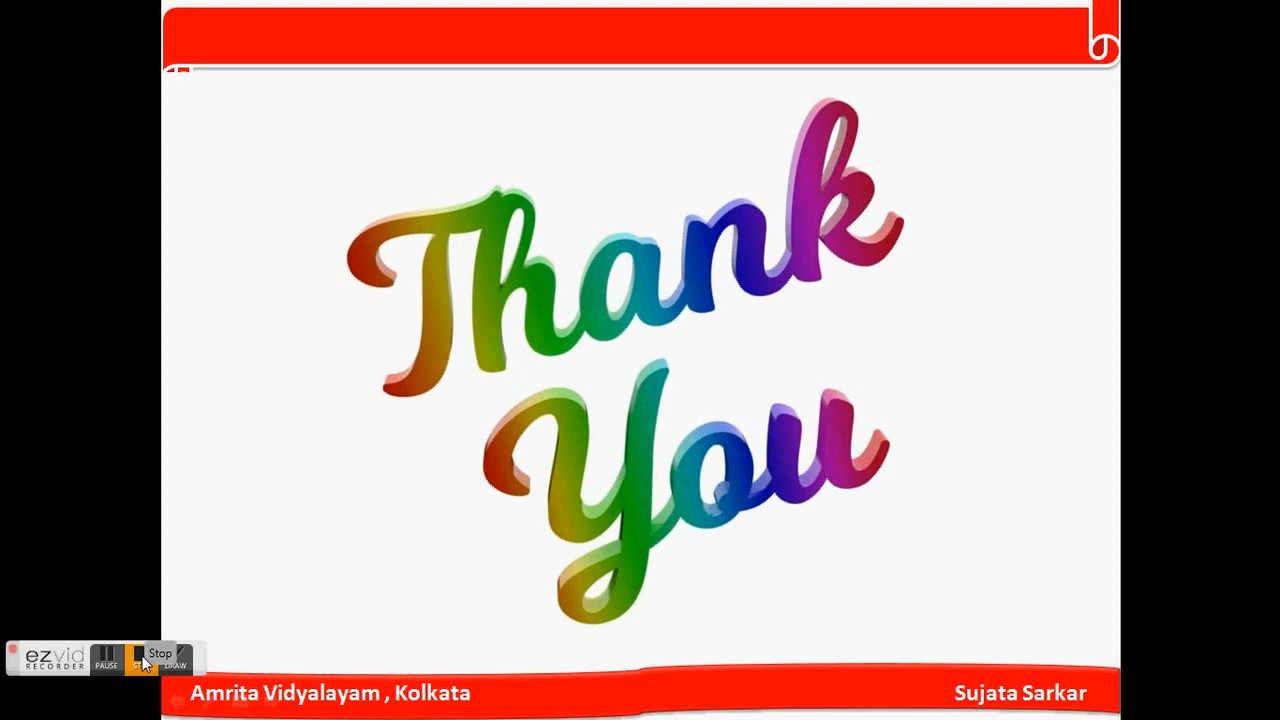 Thank
You
ezvid
RECORDER
PAUSE
Stop
DRAW
Amrita Vidyalayam , Kolkata
Sujata Sarkar